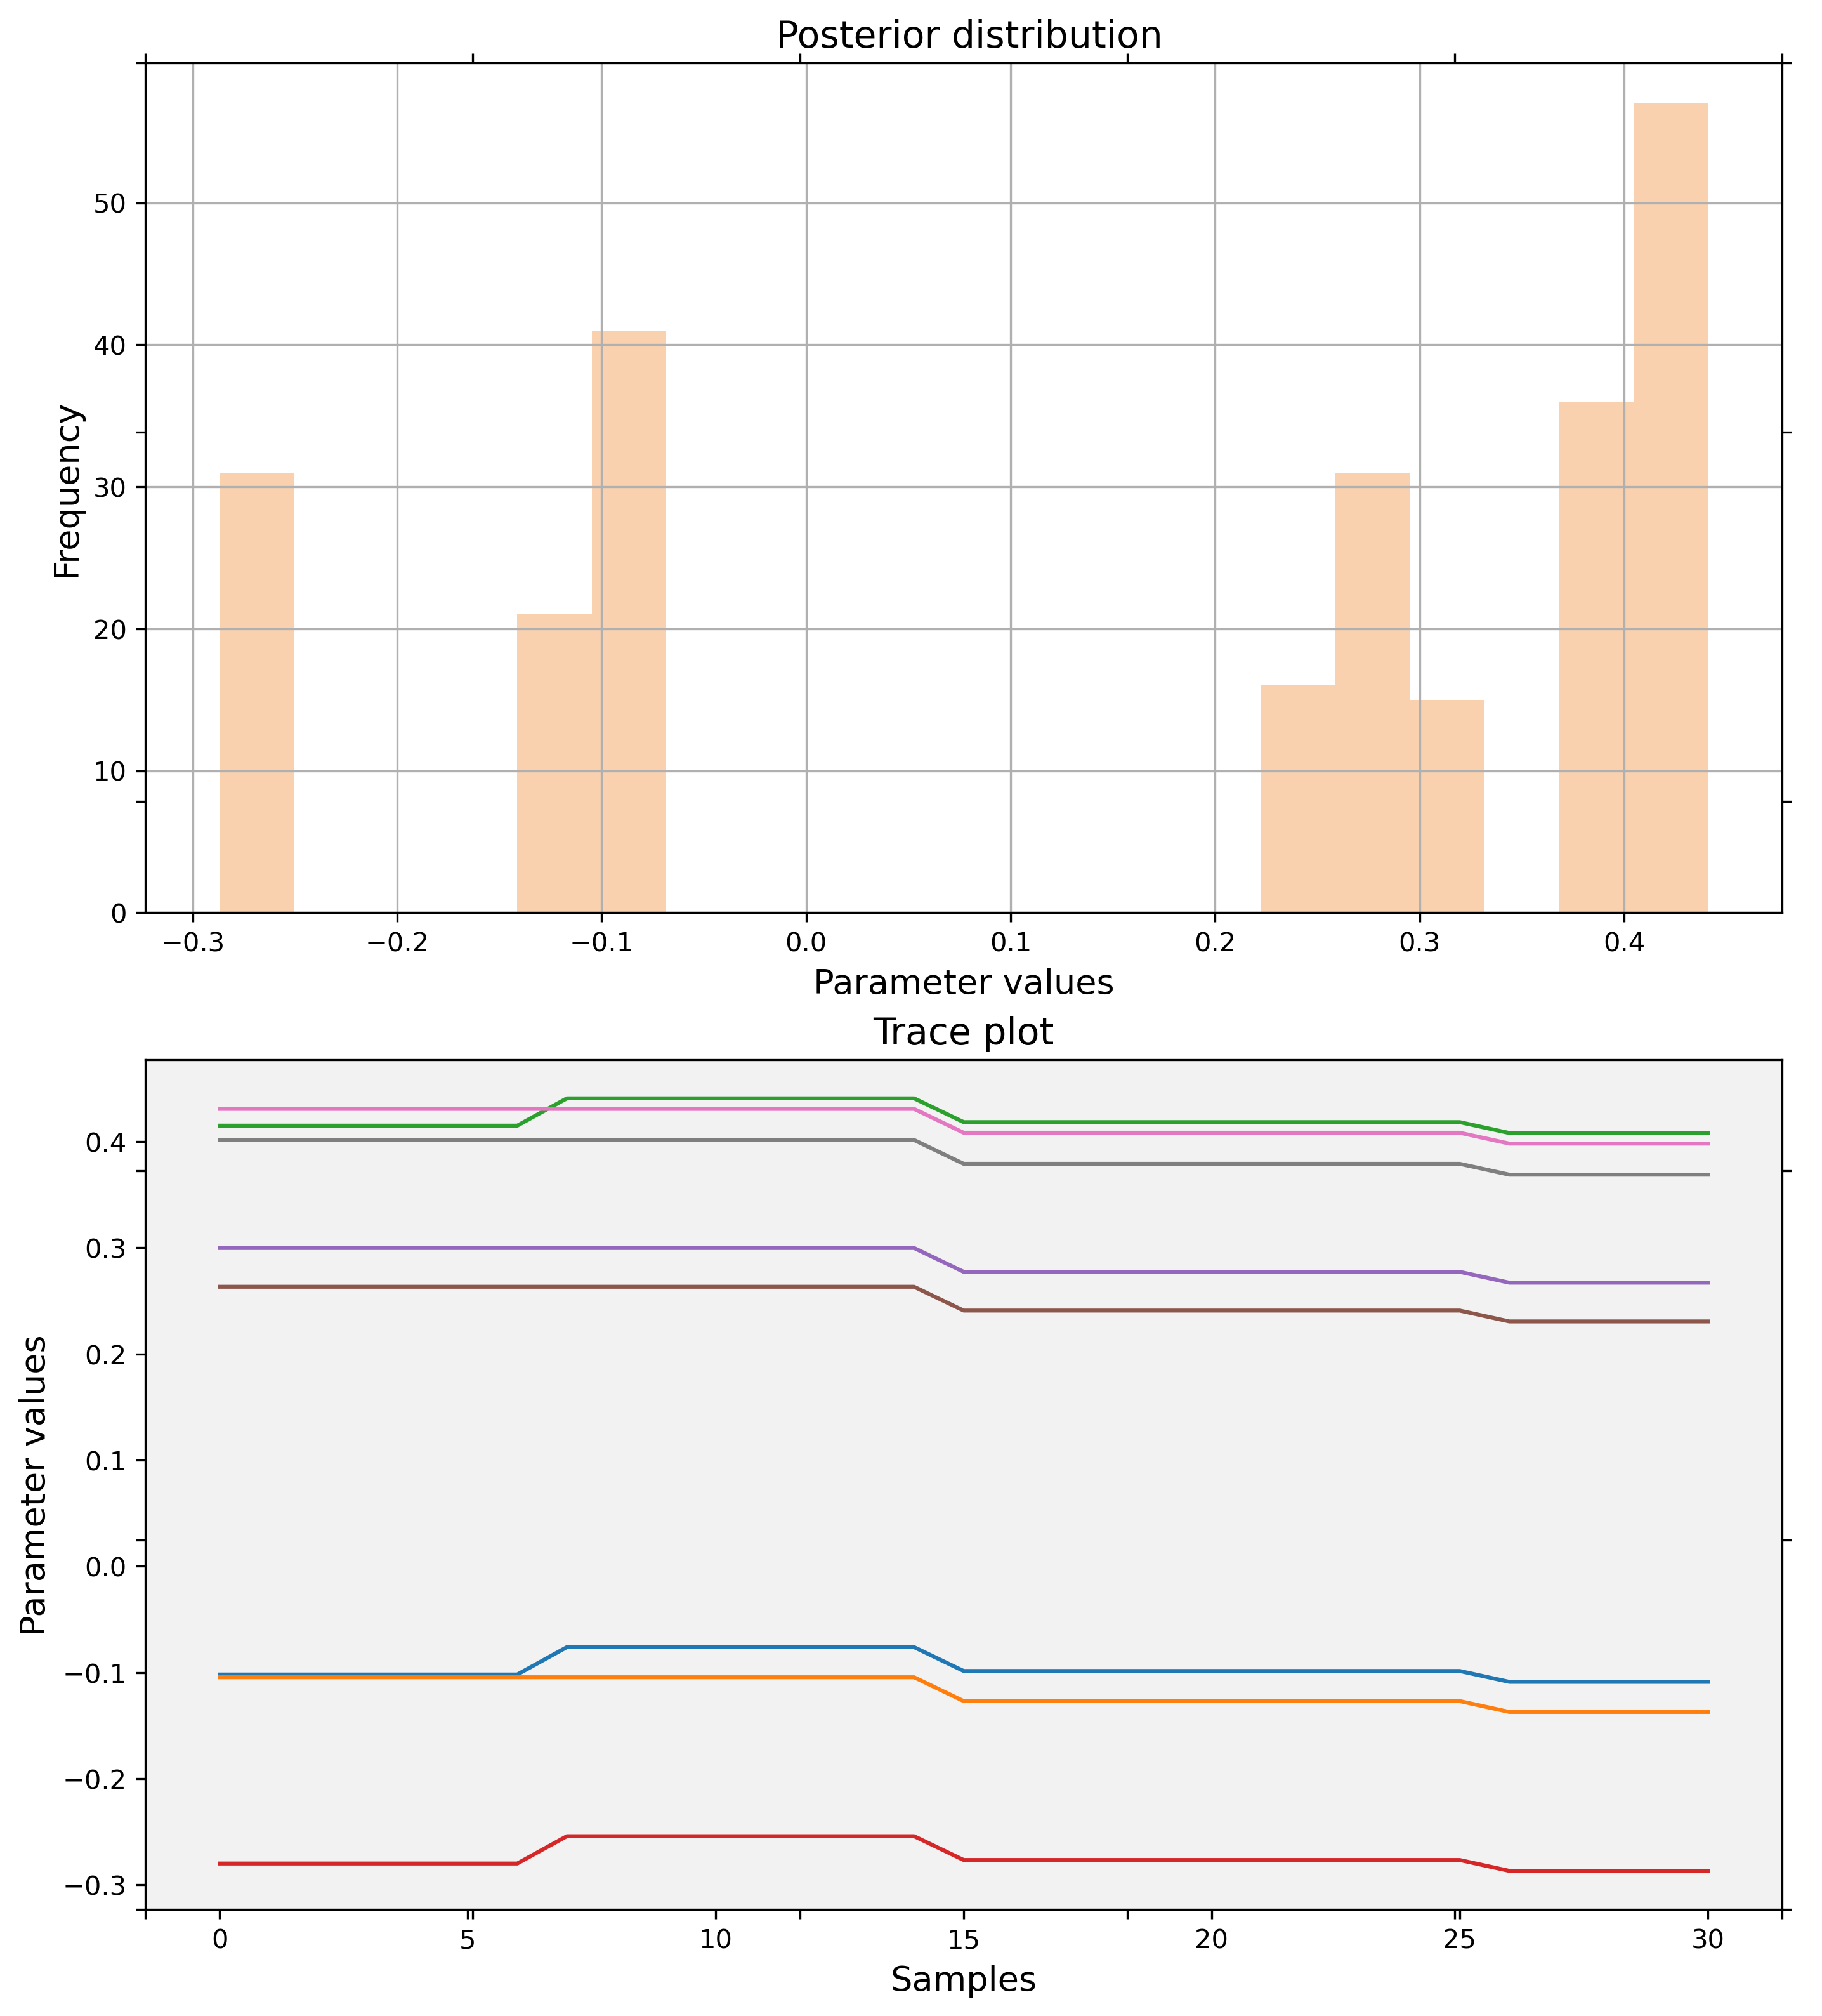 Posterior distribution
Frequency
50
40
30
20
10
0
−0.3 −0.2 −0.1 0.0 0.1 0.2 0.3 0.4
Parameter values
Trace plot
Parameter values
0.4
0.3
0.2
0.1
0.0
−0.1
−0.2
−0.3
0 5 10 15 20 25 30
Samples